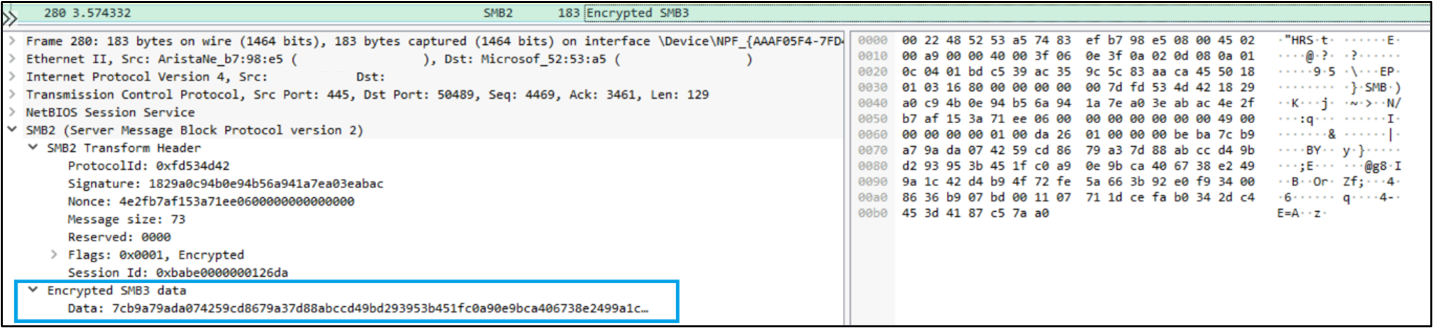 280 3.574332 SMB2 183 Encrypted SMB3
Frame 280: 183 bytes on wire (1464 bits), 183 bytes captured (1464 bits) on interface \Device\NPF_{AAAF05F4-7FD
Ethernet II, Src: AristaNe_b7:98:e5 ( ), Dst: Microsof_52:53:a5 ( )
Internet Protocol Version 4, Src: Dst:
Transmission Control Protocol, Src Port: 445, Dst Port: 50489, Seq: 4469, Ack: 3461, Len: 129
NetBIOS Session Service
SMB2 (Server Message Block Protocol version 2)
SMB2 Transform Header
ProtocolId: 0xfd534d42
Signature: 1829a0c94b0e94b56a941a7ea03eabac
Nonce: 4e2fb7af153a71ee0600000000000000
Message size: 73
Reserved: 0000
Flags: 0x0001, Encrypted
Session Id: 0xbabe0000000126da
Encrypted SMB3 data
Data: 7cb9a79ada074259cd8679a37d88abccd49bd293953b451fc0a90e9bca406738e2499a1c…
0000 00 22 48 52 53 a5 74 83 ef b7 98 e5 08 00 45 02 ·"HRS·t· ······E·
0010 00 a9 00 00 40 00 3f 06 0e 3f 0a 02 0d 08 0a 01 ····@·?· ·?······
0020 0c 04 01 bd c5 39 ac 35 9c 5c 83 aa ca 45 50 18 ·····9·5 ·\···EP·
0030 01 03 16 80 00 00 00 00 00 7d fd 53 4d 42 18 29 ········ ·}·SMB·)
0040 a0 c9 4b 0e 94 b5 6a 94 1a 7e a0 3e ab ac 4e 2f ··K···j· ·~·>··N/
0050 b7 af 15 3a 71 ee 06 00 00 00 00 00 00 00 49 00 ···:q··· ······I·
0060 00 00 00 00 01 00 da 26 01 00 00 00 be ba 7c b9 ·······& ······|·
0070 a7 9a da 07 42 59 cd 86 79 a3 7d 88 ab cc d4 9b ····BY·· y·}·····
0080 d2 93 95 3b 45 1f c0 a9 0e 9b ca 40 67 38 e2 49 ···;E··· ···@g8·I
0090 9a 1c 42 d4 b9 4f 72 fe 5a 66 3b 92 e0 f9 34 00 ··B··Or· Zf;···4·
00a0 86 36 b9 07 bd 00 11 07 71 1d ce fa b0 34 2d c4 ·6······ q····4-·
00b0 45 3d 41 87 c5 7a a0 E=A··z·